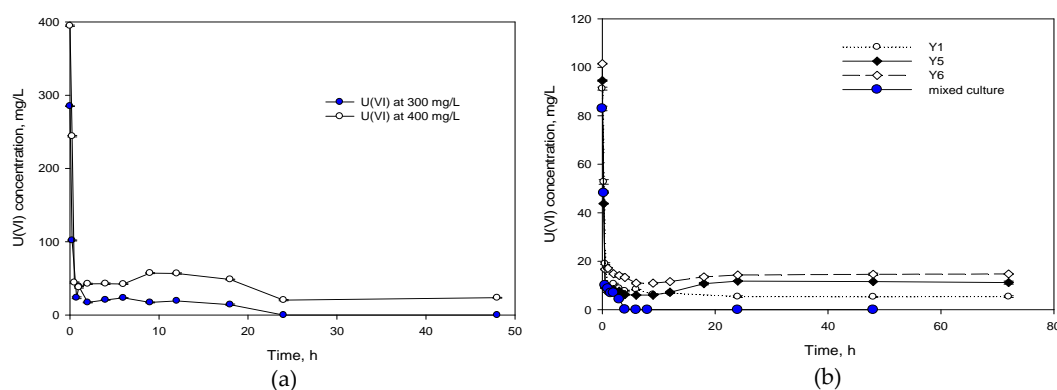 400
300
200
100
0
U(VI) concentration, mg/L
U(VI) at 300 mg/L
U(VI) at 400 mg/L
0 10 20 30 40 50
Time, h
(a)
120
100
80
60
40
20
0
U(VI) concentration, mg/L
Y1
Y5
Y6
mixed culture
0 20 40 60 80
Time, h
(b)